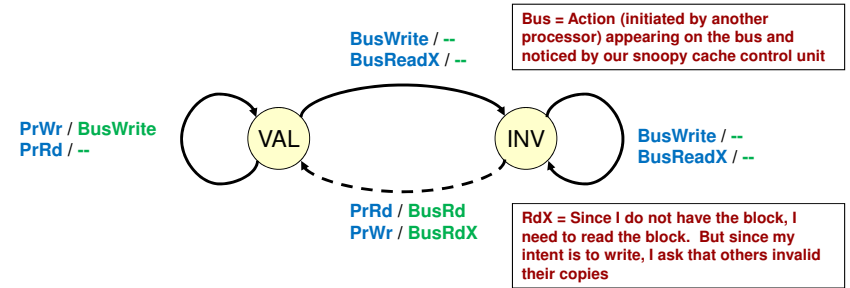 Bus = Action (initiated by another
processor) appearing on the bus and
noticed by our snoopy cache control unit
BusWrite / --
BusReadX / --
PrWr / BusWrite
PrRd / --
VAL
INV
BusWrite / --
BusReadX / --
PrRd / BusRd
PrWr / BusRdX
RdX = Since I do not have the block, I
need to read the block. But since my
intent is to write, I ask that others invalid
their copies